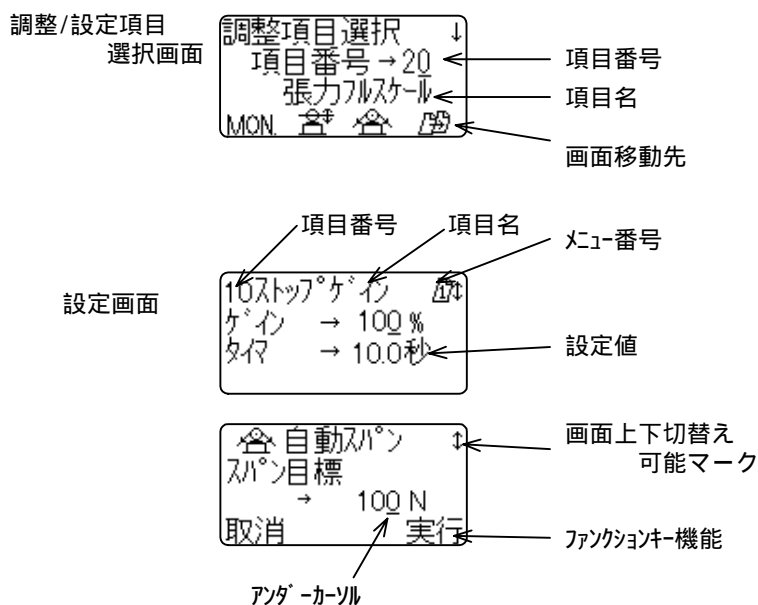 調整/設定項目
選択画面
調整項目選択 ↓
項目番号→20
張力ﾌﾙｽｹｰﾙ
MON.
項目番号
項目名
画面移動先
項目番号
項目名
ﾒﾆｭｰ番号
設定画面
10ｽﾄｯﾌﾟｹﾞｲﾝ 17↕
ｹﾞｲﾝ → 100 %
ﾀｲﾏ → 10.0秒
設定値
自動ｽﾊﾟﾝ ↕
ｽﾊﾟﾝ目標
→ 100 N
取消 実行
画面上下切替え
可能マーク
ﾌｧﾝｸｼｮﾝｷｰ機能
ｱﾝﾀﾞｰｶｰｿﾙ